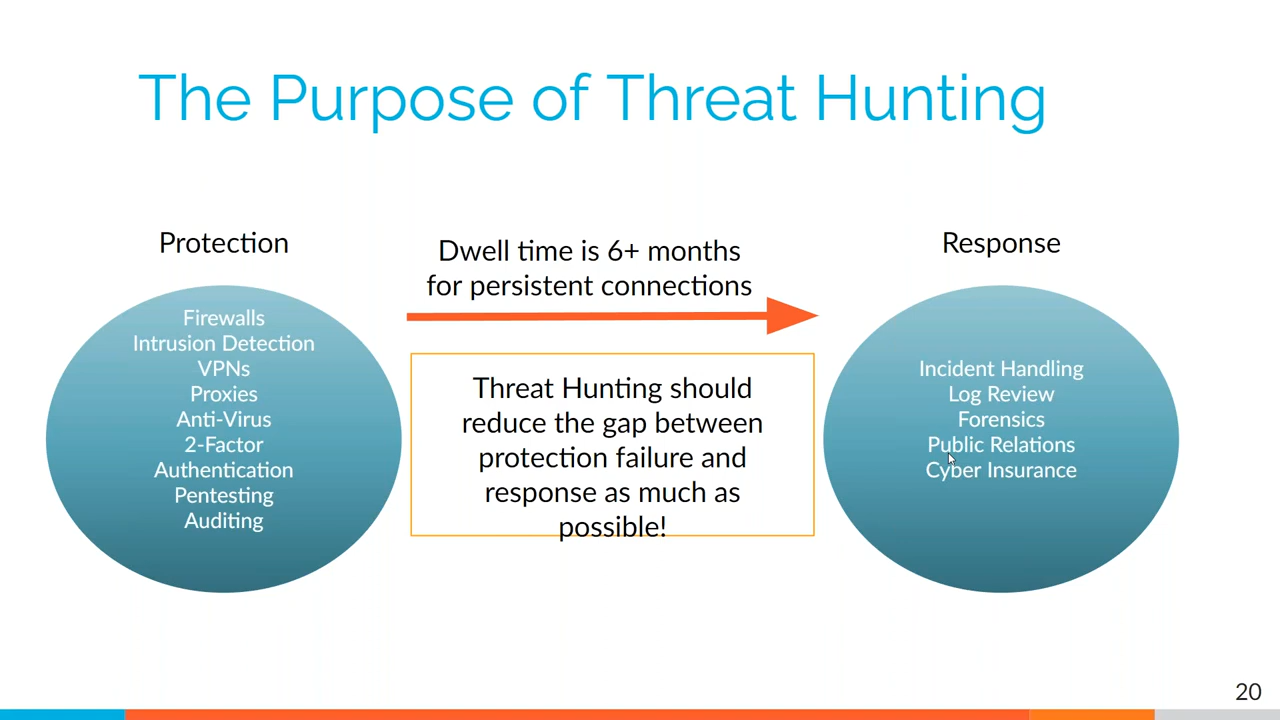 The Purpose of Threat Hunting
Protection
Firewalls
Intrusion Detection
VPNs
Proxies
Anti-Virus
2-Factor
Authentication
Pentesting
Auditing
Dwell time is 6+ months
for persistent connections
Threat Hunting should
reduce the gap between
protection failure and
response as much as
possible!
Response
Incident Handling
Log Review
Forensics
Public Relations
Cyber Insurance
20